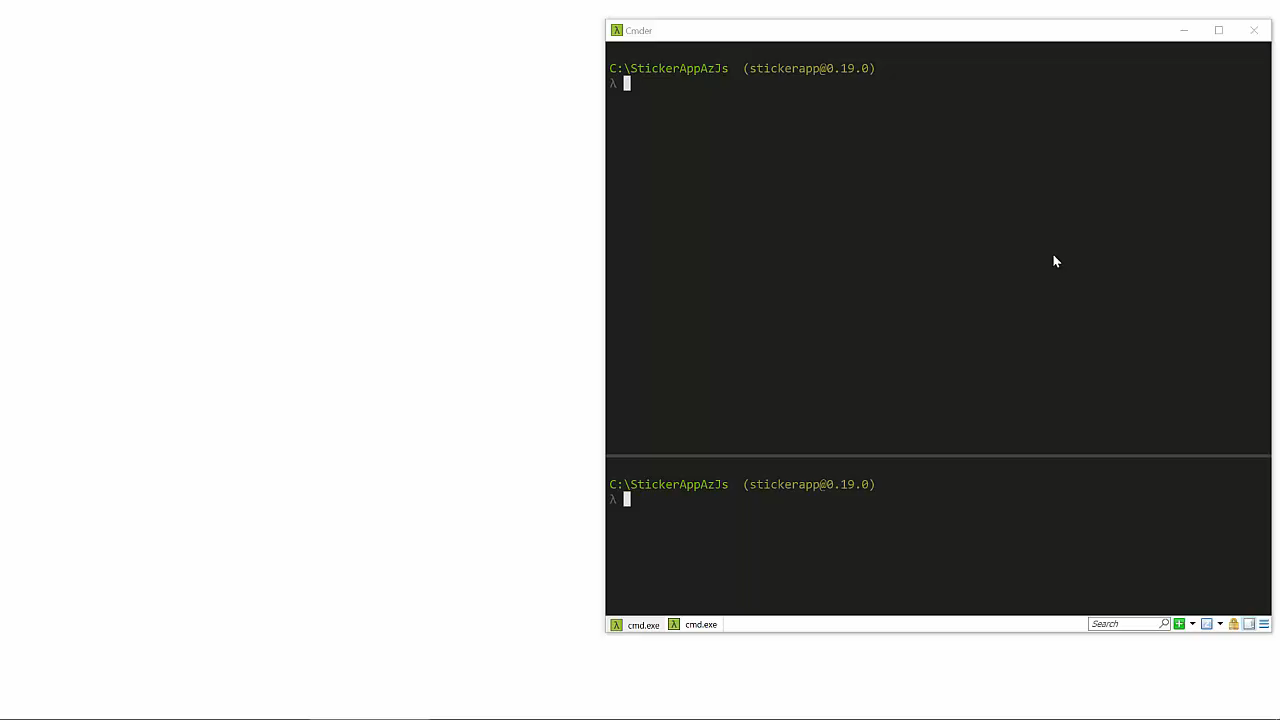 λ Cmder
C:\StickerAppAzJs (stickerapp@0.19.0)
λ
C:\StickerAppAzJs (stickerapp@0.19.0)
λ
λ cmd.exe λ cmd.exe Search